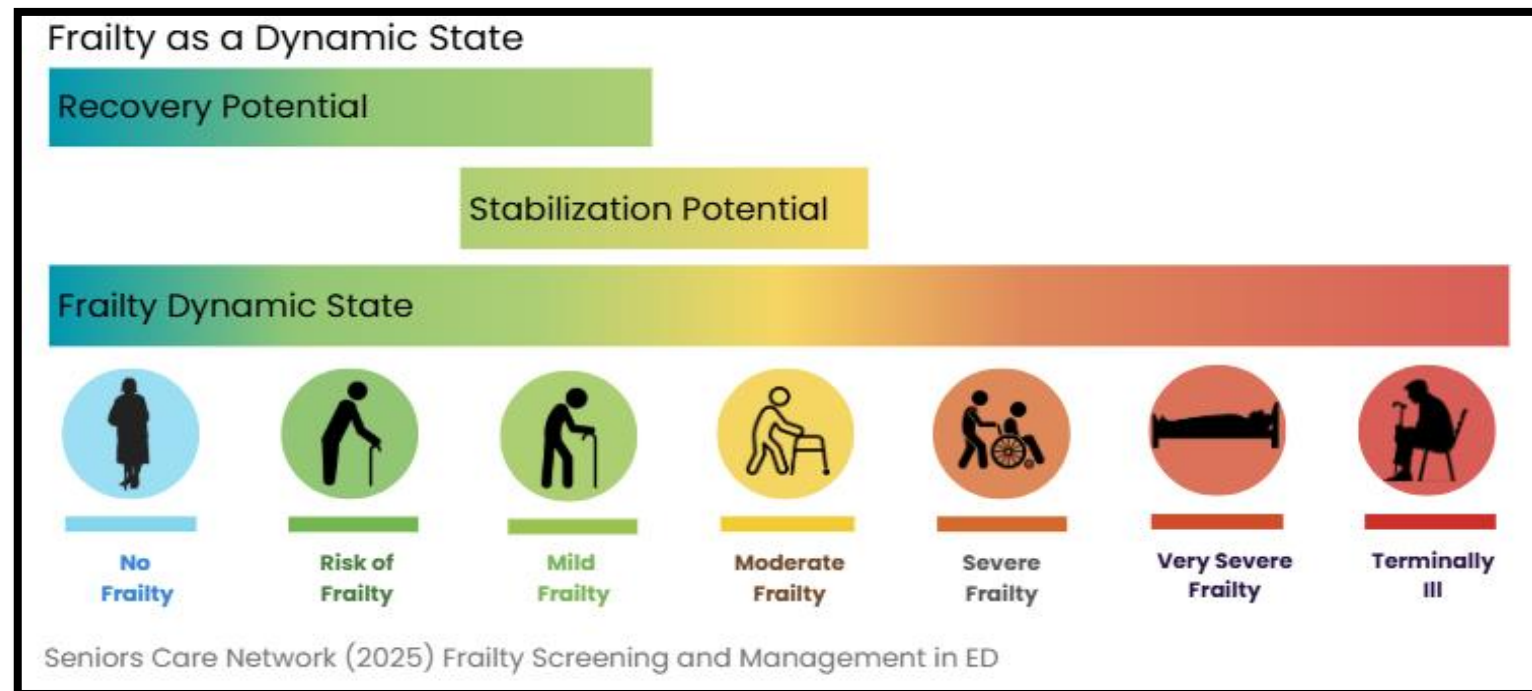 Frailty as a Dynamic State
Recovery Potential
Stabilization Potential
Frailty Dynamic State
No
Frailty
Risk of
Frailty
Mild
Frailty
Moderate
Frailty
Severe
Frailty
Very Severe
Frailty
Terminally
Ill
Seniors Care Network (2025) Frailty Screening and Management in ED